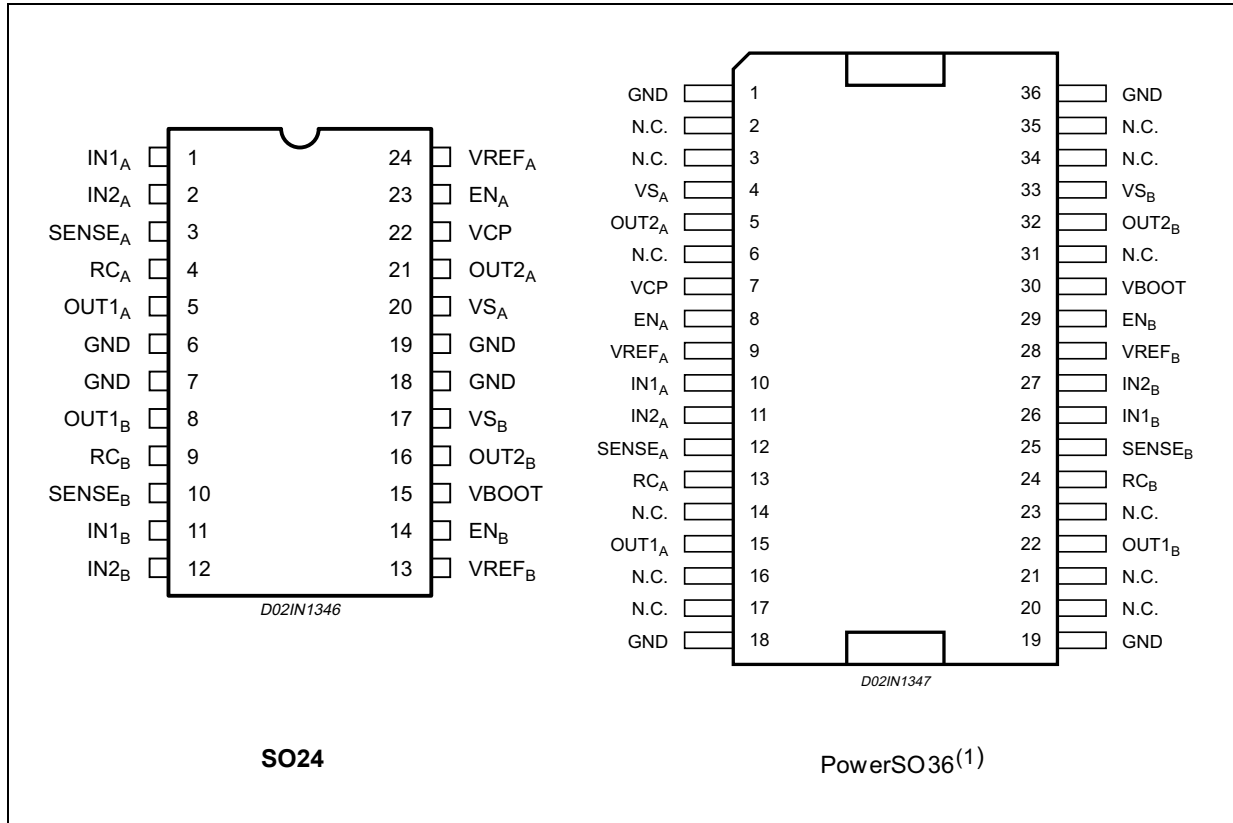 IN1A 1 24 VREFA
IN2A 2 23 ENA
SENSEA 3 22 VCP
RCA 4 21 OUT2A
OUT1A 5 20 VSA
GND 6 19 GND
GND 7 18 GND
OUT1B 8 17 VSB
RCB 9 16 OUT2B
SENSEB 10 15 VBOOT
IN1B 11 14 ENB
IN2B 12 13 VREFB
D02IN1346
SO24
GND 1 36 GND
N.C. 2 35 N.C.
N.C. 3 34 N.C.
VSA 4 33 VSB
OUT2A 5 32 OUT2B
N.C. 6 31 N.C.
VCP 7 30 VBOOT
ENA 8 29 ENB
VREFA 9 28 VREFB
IN1A 10 27 IN2B
IN2A 11 26 IN1B
SENSEA 12 25 SENSEB
RCA 13 24 RCB
N.C. 14 23 N.C.
OUT1A 15 22 OUT1B
N.C. 16 21 N.C.
N.C. 17 20 N.C.
GND 18 19 GND
D02IN1347
PowerSO36(1)